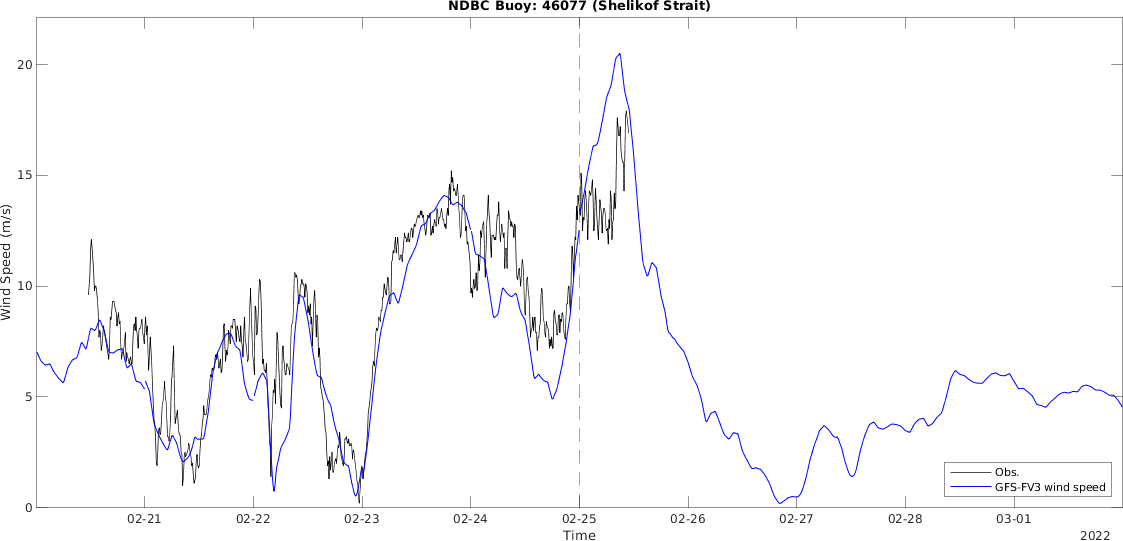 NDBC Buoy: 46077 (Shelikof Strait)
20
15
10
5
0
Wind Speed (m/s)
02-21 02-22 02-23 02-24 02-25 02-26 02-27 02-28 03-01
Time
2022
Obs.
GFS-FV3 wind speed